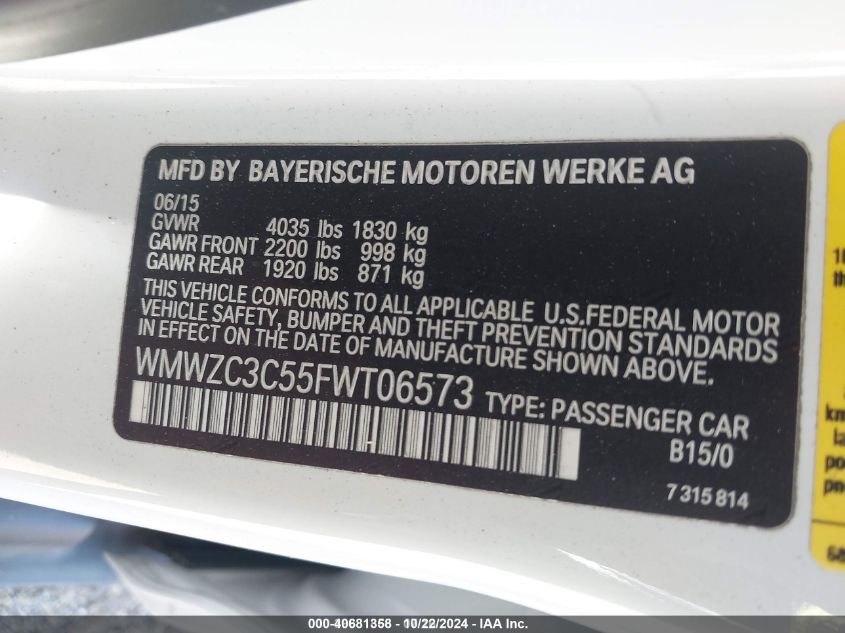 MFD BY BAYERISCHE MOTOREN WERKE AG
06/15
GVWR 4035 lbs 1830 kg
GAWR FRONT 2200 lbs 998 kg
GAWR REAR 1920 lbs 871 kg
THIS VEHICLE CONFORMS TO ALL APPLICABLE U.S.FEDERAL MOTOR
VEHICLE SAFETY, BUMPER AND THEFT PREVENTION STANDARDS
IN EFFECT ON THE DATE OF MANUFACTURE SHOWN ABOVE.
WMWZC3C55FWT06573 TYPE: PASSENGER CAR
B15/0
7 315 814
000-40681358 - 10/22/2024 - © IAA, Inc.